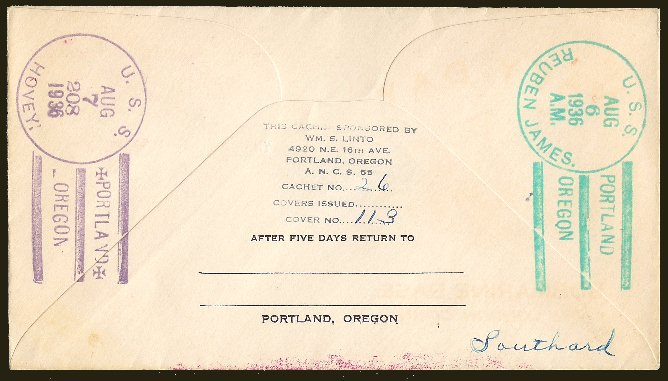 U. S. S.
HOVEY.
AUG
7
208
1936
✠PORTLAND✠
OREGON
THIS CACHET SPONSORED BY
WM. S. LINTO
4920 N.E. 16TH AVE.
PORTLAND, OREGON
A. N. C. S. 55
CACHET NO. 26
COVERS ISSUED............
COVER NO. 113
AFTER FIVE DAYS RETURN TO
PORTLAND, OREGON
U. S. S.
REUBEN JAMES.
AUG
6
1936
A.M.
PORTLAND
OREGON
Southard